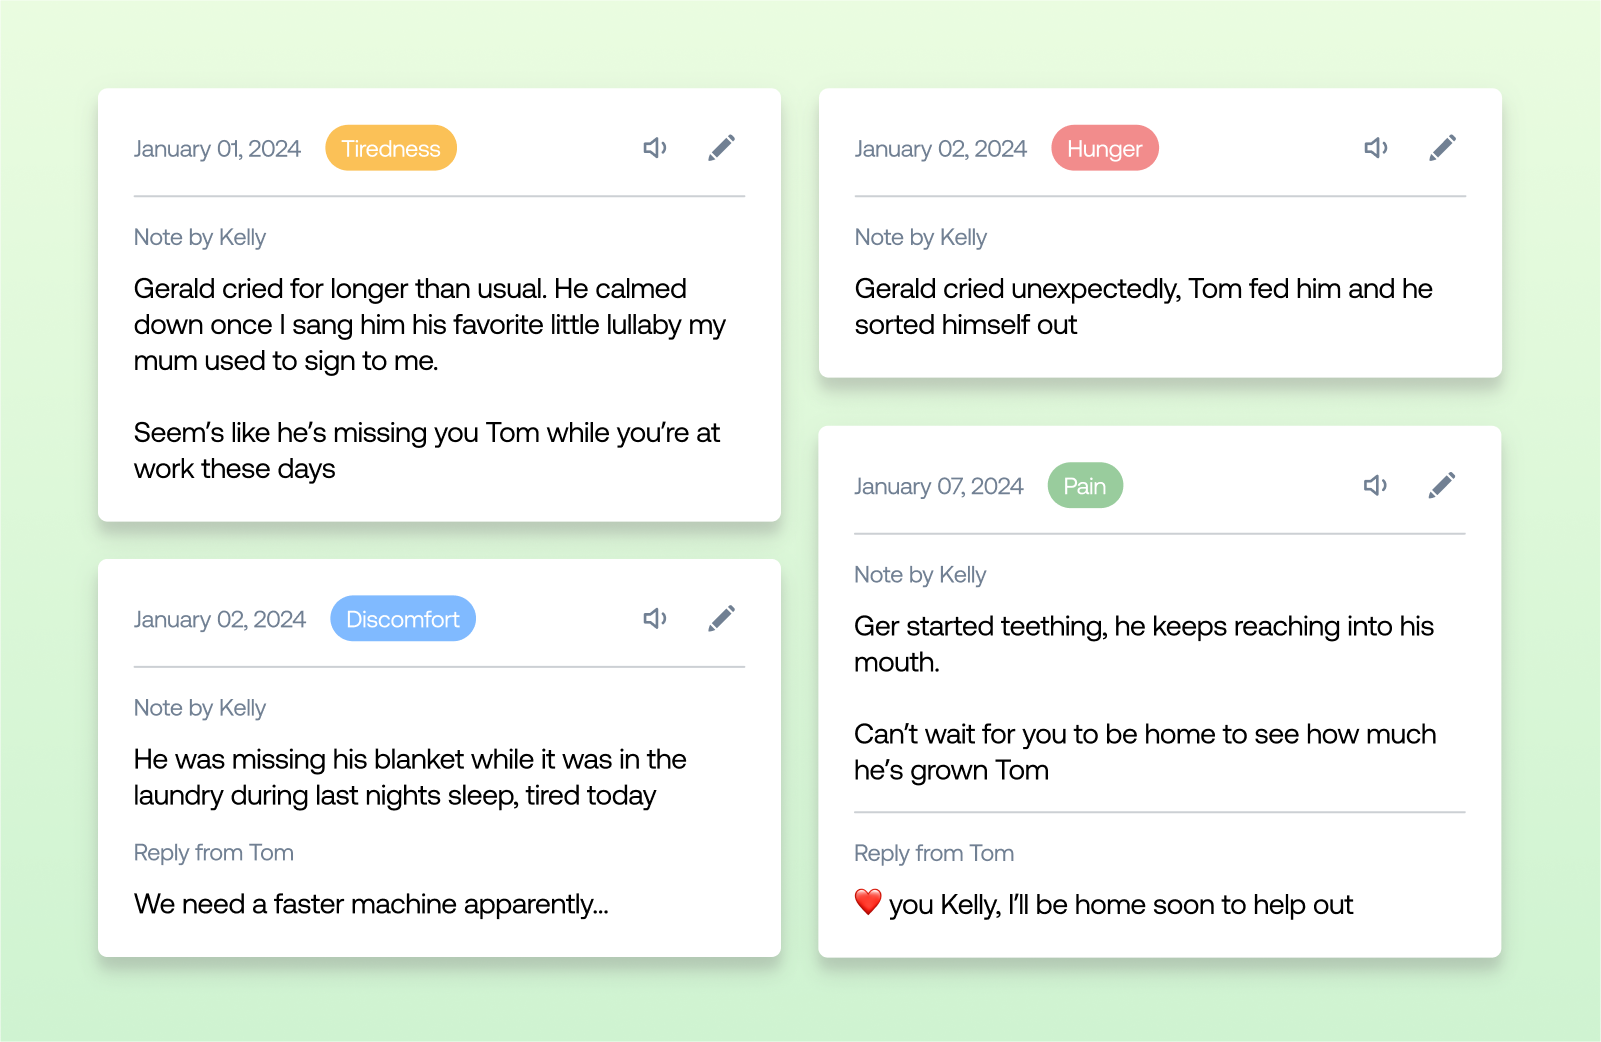 January 01, 2024 Tiredness
Note by Kelly
Gerald cried for longer than usual. He calmed
down once I sang him his favorite little lullaby my
mum used to sign to me.
Seem’s like he’s missing you Tom while you’re at
work these days
January 02, 2024 Discomfort
Note by Kelly
He was missing his blanket while it was in the
laundry during last nights sleep, tired today
Reply from Tom
We need a faster machine apparently...
January 02, 2024 Hunger
Note by Kelly
Gerald cried unexpectedly, Tom fed him and he
sorted himself out
January 07, 2024 Pain
Note by Kelly
Ger started teething, he keeps reaching into his
mouth.
Can’t wait for you to be home to see how much
he’s grown Tom
Reply from Tom
❤️ you Kelly, I’ll be home soon to help out